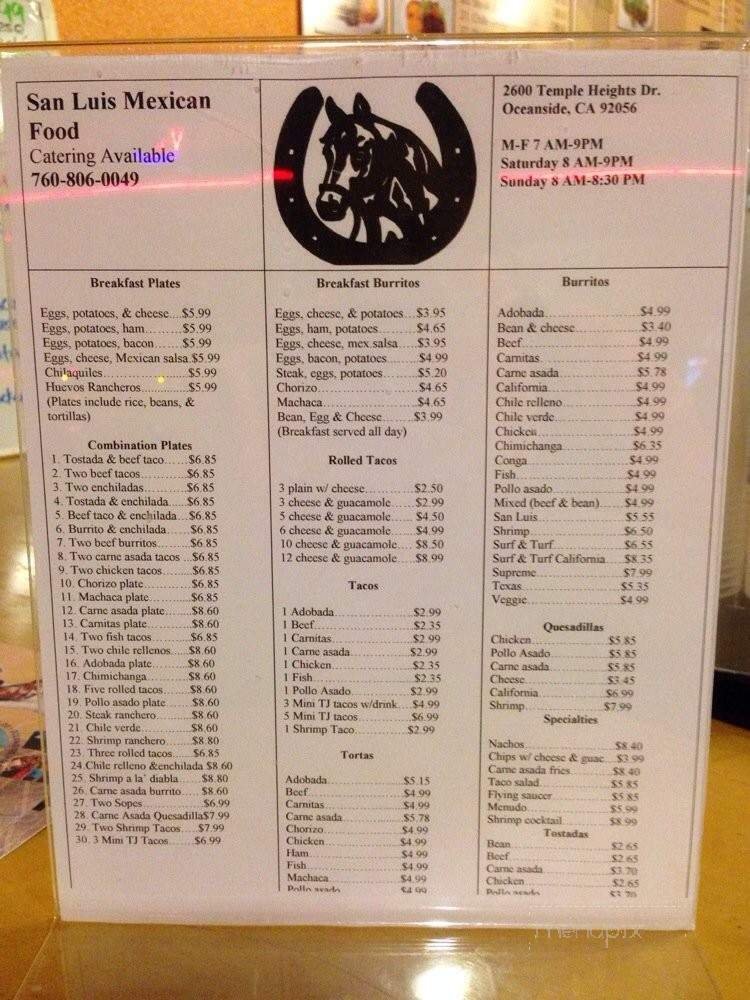 San Luis Mexican
Food
Catering Available
760-806-0049
2600 Temple Heights Dr.
Oceanside, CA 92056
M-F 7 AM-9PM
Saturday 8 AM-9PM
Sunday 8 AM-8:30 PM
Breakfast Plates
Eggs, potatoes, & cheese....$5.99
Eggs, potatoes, ham.........$5.99
Eggs, potatoes, bacon.......$5.99
Eggs, cheese, Mexican salsa.$5.99
Chilaquiles.....................$5.99
Huevos Rancheros............$5.99
(Plates include rice, beans, &
tortillas)
Combination Plates
1. Tostada & beef taco......$6.85
2. Two beef tacos............$6.85
3. Two enchiladas...........$6.85
4. Tostada & enchilada.....$6.85
5. Beef taco & enchilada...$6.85
6. Burrito & enchilada......$6.85
7. Two beef burritos........$6.85
8. Two carne asada tacos ...$6.85
9. Two chicken tacos.......$6.85
10. Chorizo plate............$6.85
11. Machaca plate...........$6.85
12. Carne asada plate.......$8.60
13. Carnitas plate...........$8.60
14. Two fish tacos..........$6.85
15. Two chile rellenos.....$8.60
16. Adobada plate..........$8.60
17. Chimichanga............$8.60
18. Five rolled tacos.......$8.60
19. Pollo asado plate.......$8.60
20. Steak ranchero.........$8.60
21. Chile verde.............$8.60
22. Shrimp ranchero.......$8.80
23. Three rolled tacos......$6.85
24.Chile relleno &enchilada $8.60
25. Shrimp a la' diabla......$8.80
26. Carne asada burrito.....$8.60
27. Two Sopes...............$6.99
28. Carne Asada Quesadilla$7.99
29. Two Shrimp Tacos.....$7.99
30. 3 Mini TJ Tacos........$6.99
Breakfast Burritos
Eggs, cheese, & potatoes...$3.95
Eggs, ham, potatoes.........$4.65
Eggs, cheese, mex salsa....$3.95
Eggs, bacon, potatoes.......$4.99
Steak, eggs, potatoes.......$5.20
Chorizo......................$4.65
Machaca.....................$4.65
Bean, Egg & Cheese.......$3.99
(Breakfast served all day)
Rolled Tacos
3 plain w/ cheese............$2.50
3 cheese & guacamole.....$2.99
5 cheese & guacamole..... $4.50
6 cheese & guacamole..... $4.99
10 cheese & guacamole.... $8.50
12 cheese & guacamole.... $8.99
Tacos
1 Adobada...................$2.99
1 Beef.......................$2.35
1 Carnitas...................$2.99
1 Carne asada...............$2.99
1 Chicken...................$2.35
1 Fish.......................$2.35
1 Pollo Asado...............$2.99
3 Mini TJ tacos w/drink....$4.99
5 Mini TJ tacos.............$6.99
1 Shrimp Taco..............$2.99
Tortas
Adobada...................$5.15
Beef.......................$4.99
Carnitas...................$4.99
Carne asada...............$5.78
Chorizo...................$4.99
Chicken...................$4.99
Ham.......................$4.99
Fish.......................$4.99
Machaca...................$4.99
Pollo asado...............$4.99
Burritos
Adobada...................$4.99
Bean & cheese............$3.40
Beef.......................$4.99
Carnitas...................$4.99
Carne asada...............$5.78
California.................$4.99
Chile relleno.............$4.99
Chile verde...............$4.99
Chicken...................$4.99
Chimichanga.............$6.35
Conga.....................$4.99
Fish.......................$4.99
Pollo asado...............$4.99
Mixed (beef & bean).....$4.99
San Luis...................$5.55
Shrimp....................$6.50
Surf & Turf...............$6.55
Surf & Turf California....$8.35
Supreme...................$7.99
Texas......................$5.35
Veggie....................$4.99
Quesadillas
Chicken...................$5.85
Pollo Asado...............$5.85
Carne asada...............$5.85
Cheese....................$3.45
California.................$6.99
Shrimp....................$7.99
Specialties
Nachos....................$8.40
Chips w/ cheese & guac...$3.99
Carne asada fries..........$8.40
Taco salad.................$5.85
Flying saucer.............$5.85
Menudo...................$5.99
Shrimp cocktail...........$8.99
Tostadas
Bean.......................$2.65
Beef.......................$2.65
Carne asada...............$3.70
Chicken...................$2.65
Pollo asado...............$3.70
menupix